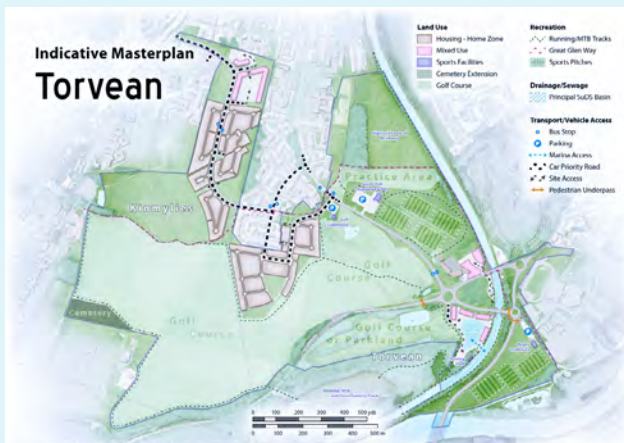 Indicative Masterplan
Torvean
Land Use
Housing - Home Zone
Mixed Use
Sports Facilities
Cemetery Extension
Golf Course
Recreation
Running/MTB Tracks
Great Glen Way
Sports Pitches
Drainage/Sewage
Principal SuDS Basin
Transport/Vehicle Access
Bus Stop
Parking
Marina Access
Car Priority Road
Site Access
Pedestrian Underpass
Practice Area
Kinmylies
Golf
Course
Cemetery
Golf
Course
Golf Course
or Parkland
Torvean
0 100 200 300 400 500 yds
0 100 200 300 400 500 m